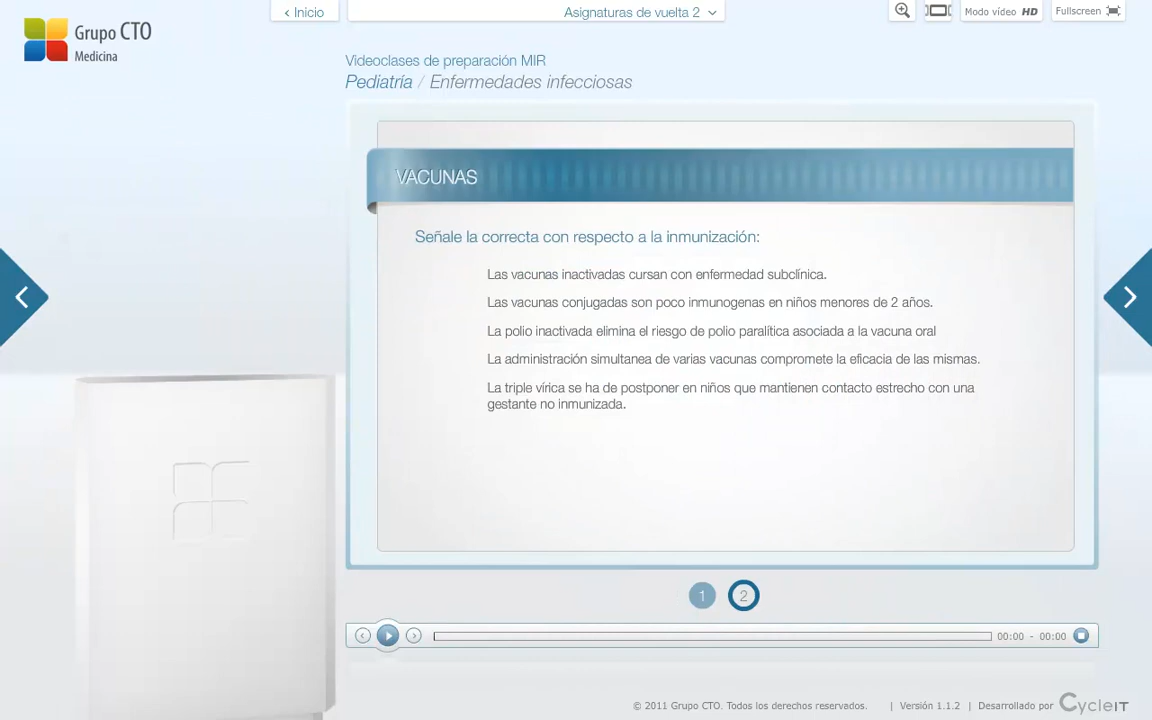 ‹ Inicio
Asignaturas de vuelta 2
Modo vídeo HD
Fullscreen
Grupo CTO
Medicina
Videoclases de preparación MIR
Pediatría / Enfermedades infecciosas
VACUNAS
Señale la correcta con respecto a la inmunización:
Las vacunas inactivadas cursan con enfermedad subclínica.
Las vacunas conjugadas son poco inmunogenas en niños menores de 2 años.
La polio inactivada elimina el riesgo de polio paralítica asociada a la vacuna oral
La administración simultanea de varias vacunas compromete la eficacia de las mismas.
La triple vírica se ha de postponer en niños que mantienen contacto estrecho con una
gestante no inmunizada.
1 2
00:00 - 00:00
© 2011 Grupo CTO. Todos los derechos reservados. | Versión 1.1.2 | Desarrollado por CycleIT